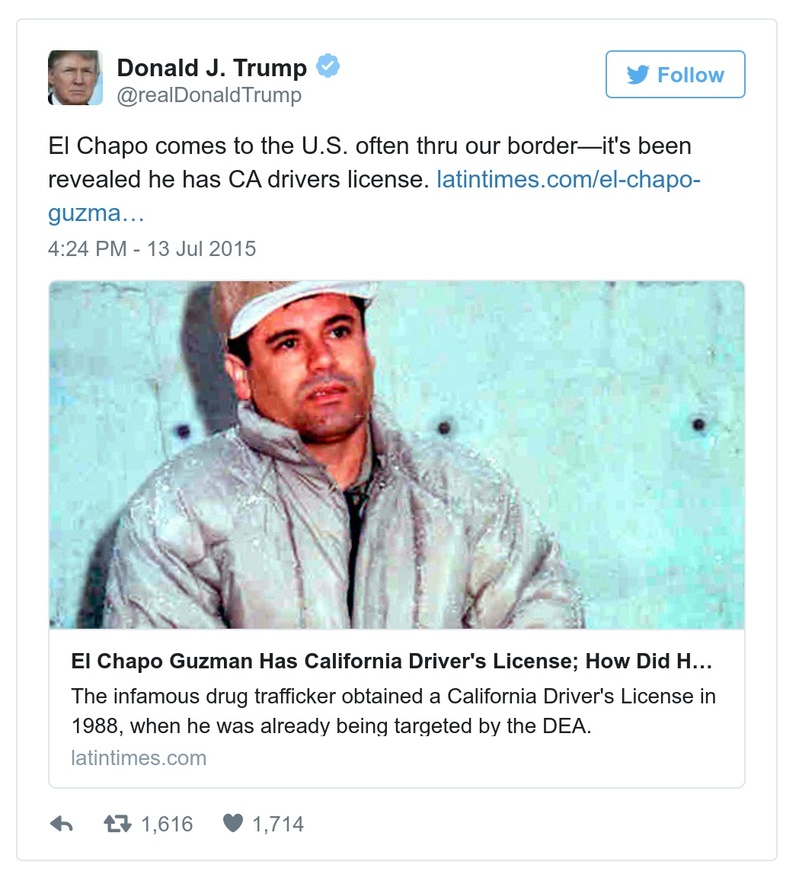 Donald J. Trump
@realDonaldTrump
Follow
El Chapo comes to the U.S. often thru our border—it's been
revealed he has CA drivers license. latintimes.com/el-chapo-
guzma…
4:24 PM - 13 Jul 2015
El Chapo Guzman Has California Driver's License; How Did H…
The infamous drug trafficker obtained a California Driver's License in
1988, when he was already being targeted by the DEA.
latintimes.com
1,616 1,714